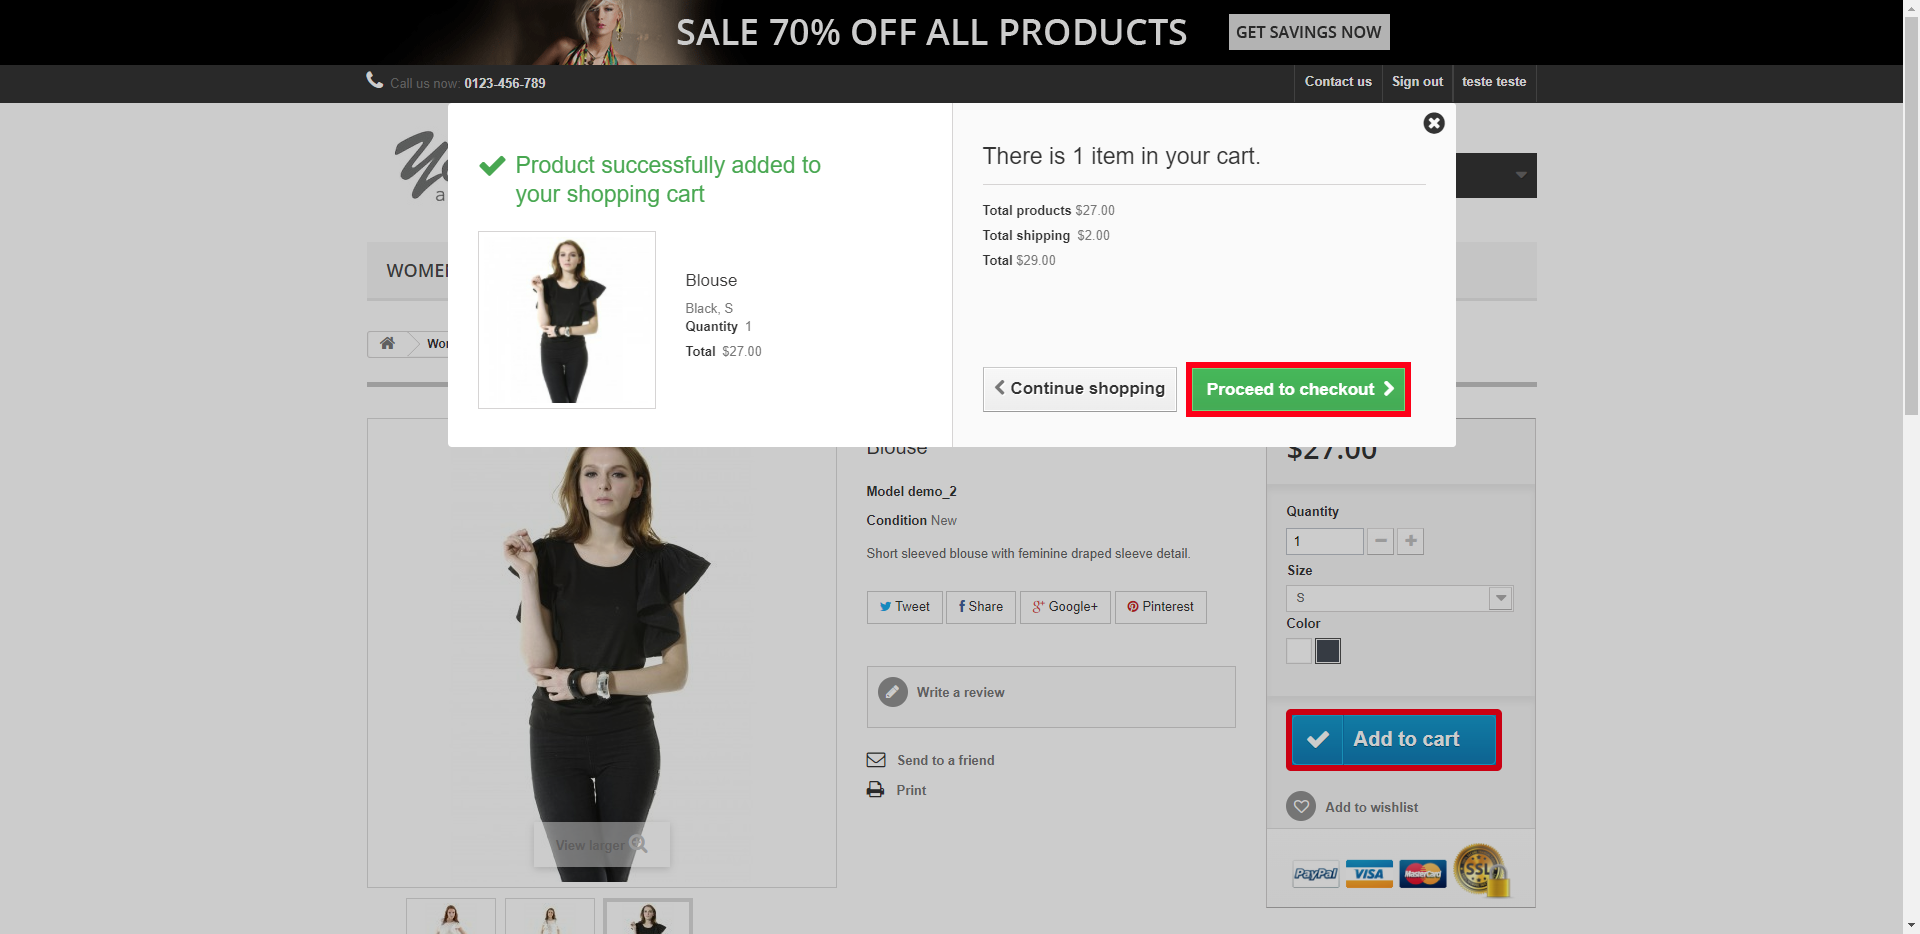 SALE 70% OFF ALL PRODUCTS GET SAVINGS NOW
Call us now: 0123-456-789
Contact us Sign out teste teste
Product successfully added to
your shopping cart
Blouse
Black, S
Quantity 1
Total $27.00
There is 1 item in your cart.
Total products $27.00
Total shipping $2.00
Total $29.00
Continue shopping Proceed to checkout
View larger
Blouse
Model demo_2
Condition New
Short sleeved blouse with feminine draped sleeve detail.
Tweet Share Google+ Pinterest
Write a review
Send to a friend
Print
$27.00
Quantity
1
Size
S
Color
Add to cart
Add to wishlist
PayPal VISA MasterCard SSL